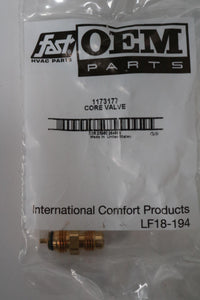 Fast
OEM
HVAC PARTS
PARTS
1173177
CORE VALVE
Made in United States
International Comfort Products
LF18-194